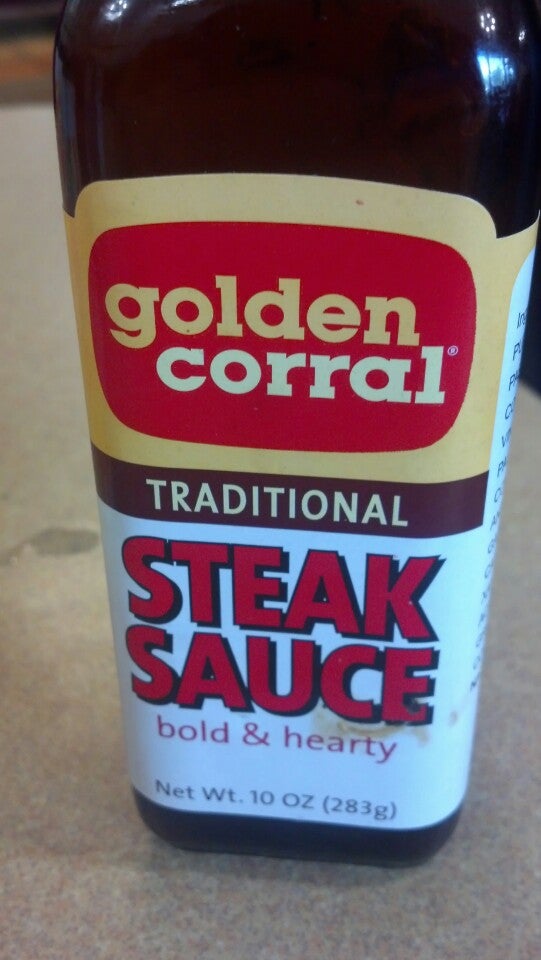 golden
corral®
TRADITIONAL
STEAK
SAUCE
bold & hearty
Net Wt. 10 OZ (283g)